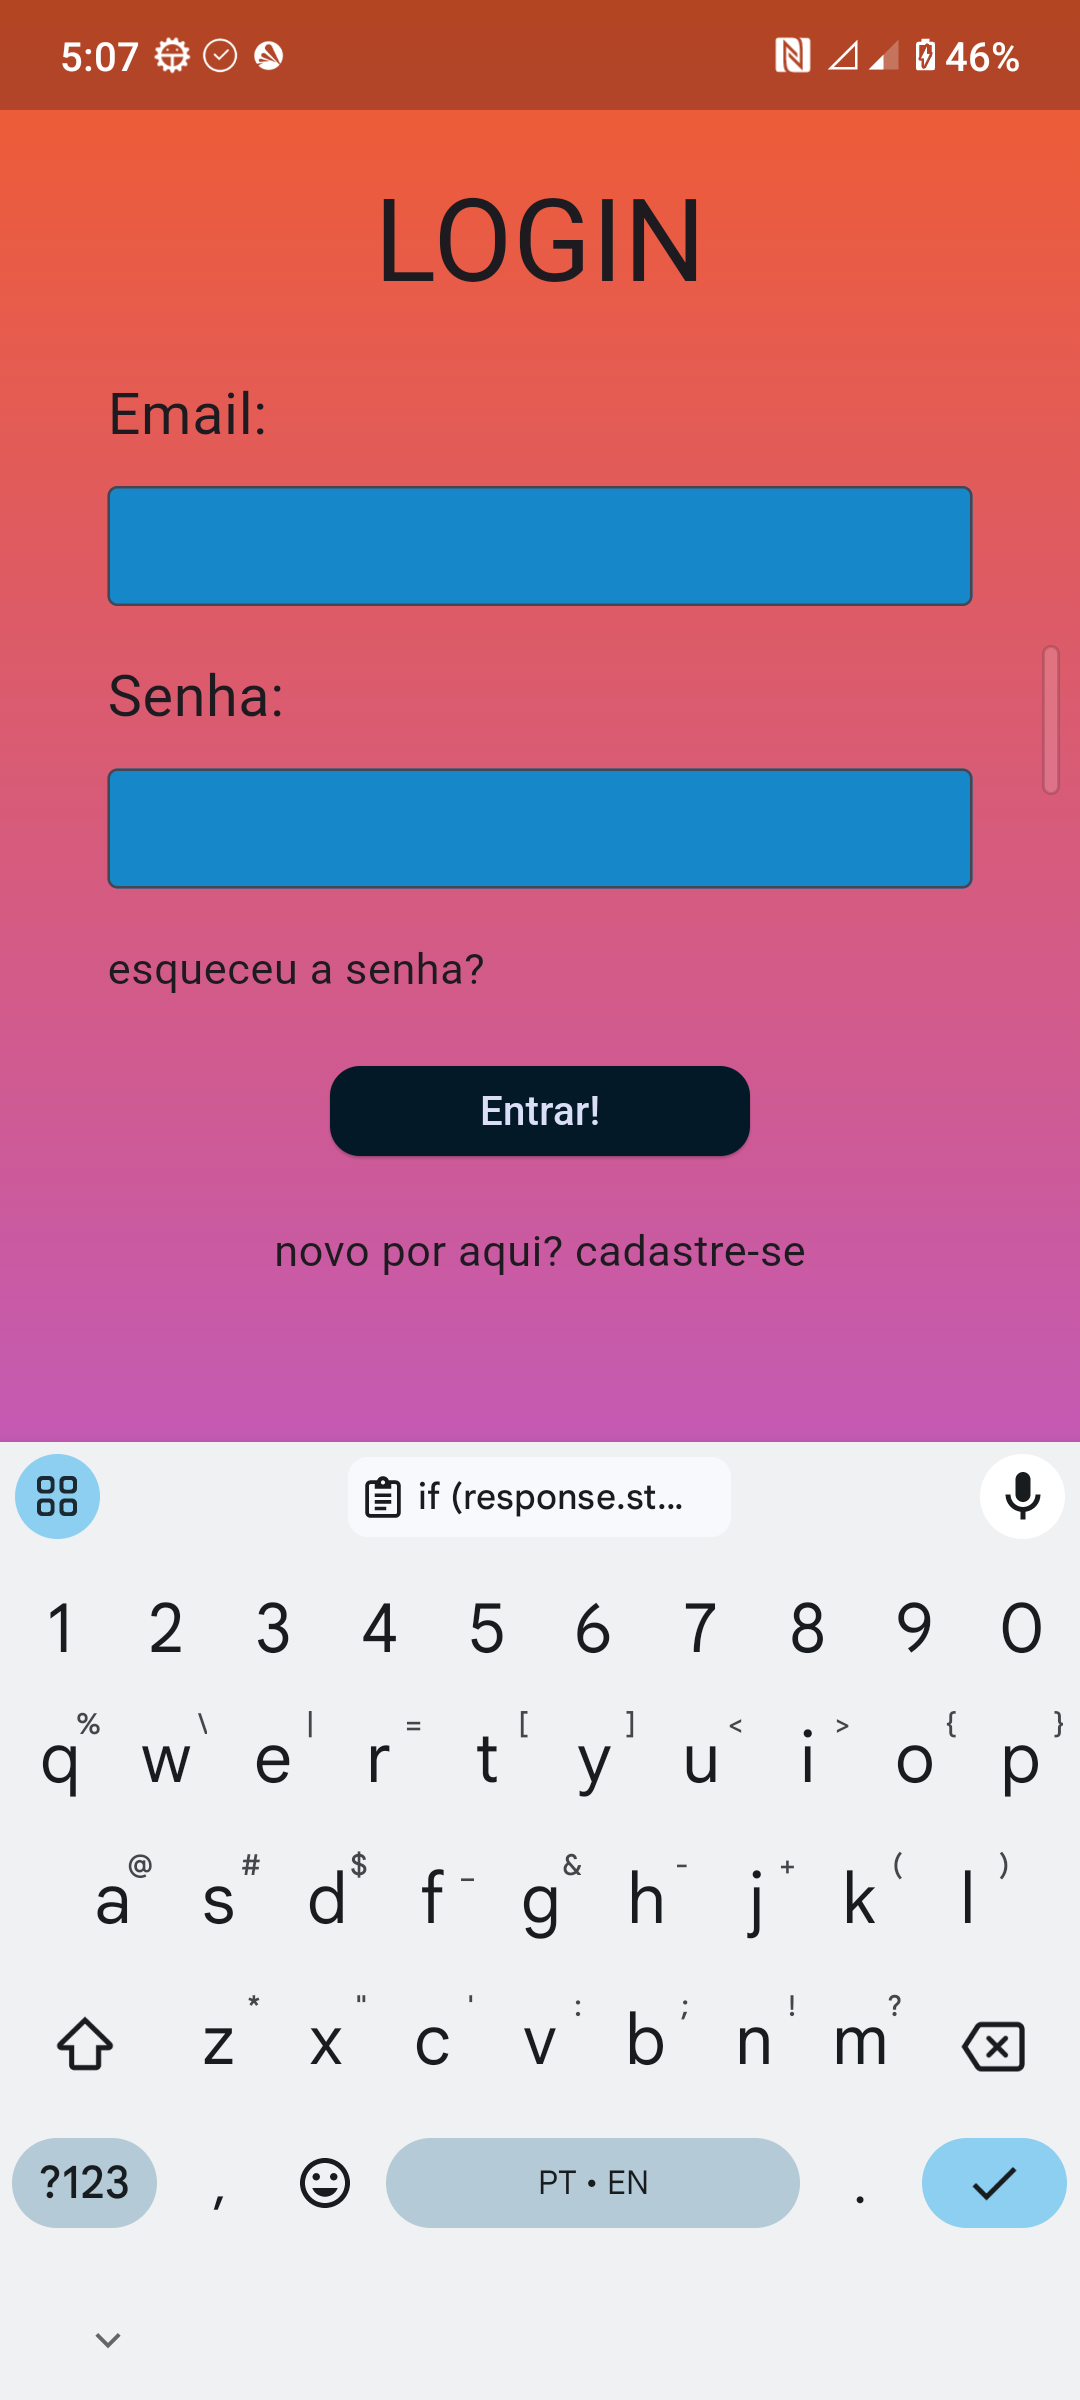 5:07 46%
LOGIN
Email:
Senha:
esqueceu a senha?
Entrar!
novo por aqui? cadastre-se
if (response.st...
1 2 3 4 5 6 7 8 9 0
% \ | = [ ] < > { }
q w e r t y u i o p
@ # $ _ & - + ( )
a s d f g h j k l
* " ' : ; ! ?
z x c v b n m
?123 , PT • EN .